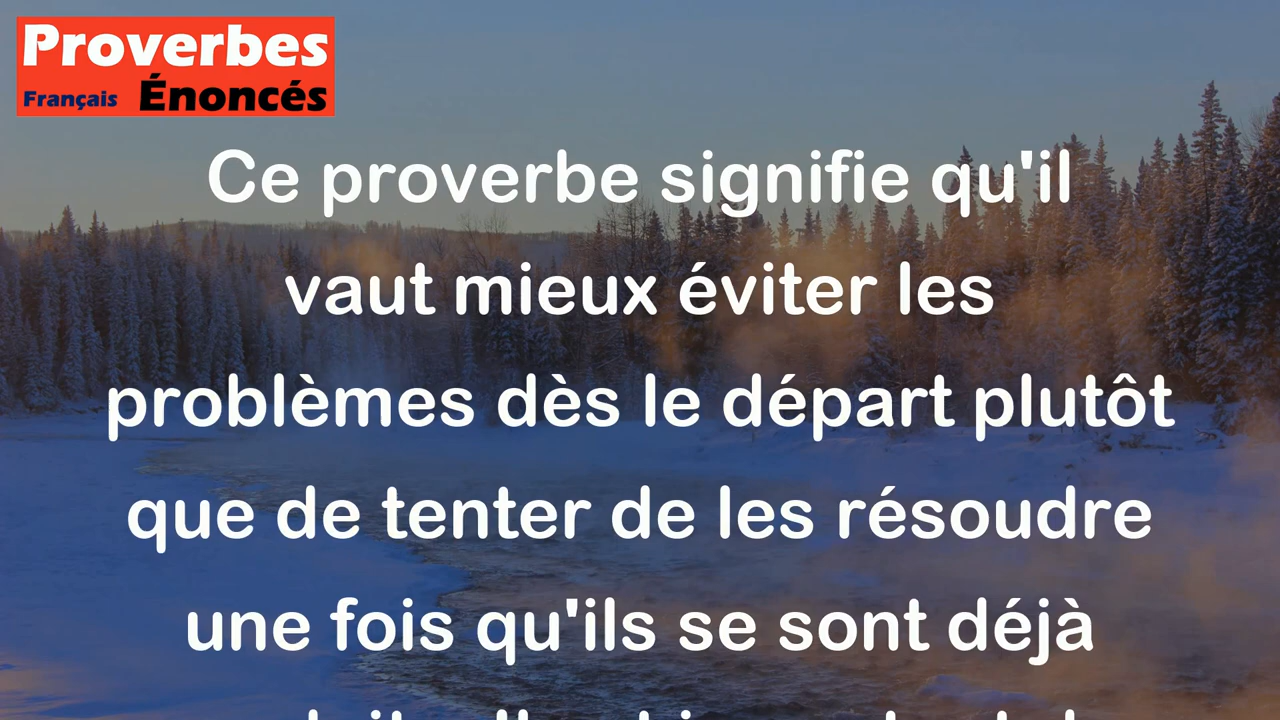 Proverbes
Français Énoncés
Ce proverbe signifie qu'il
vaut mieux éviter les
problèmes dès le départ plutôt
que de tenter de les résoudre
une fois qu'ils se sont déjà